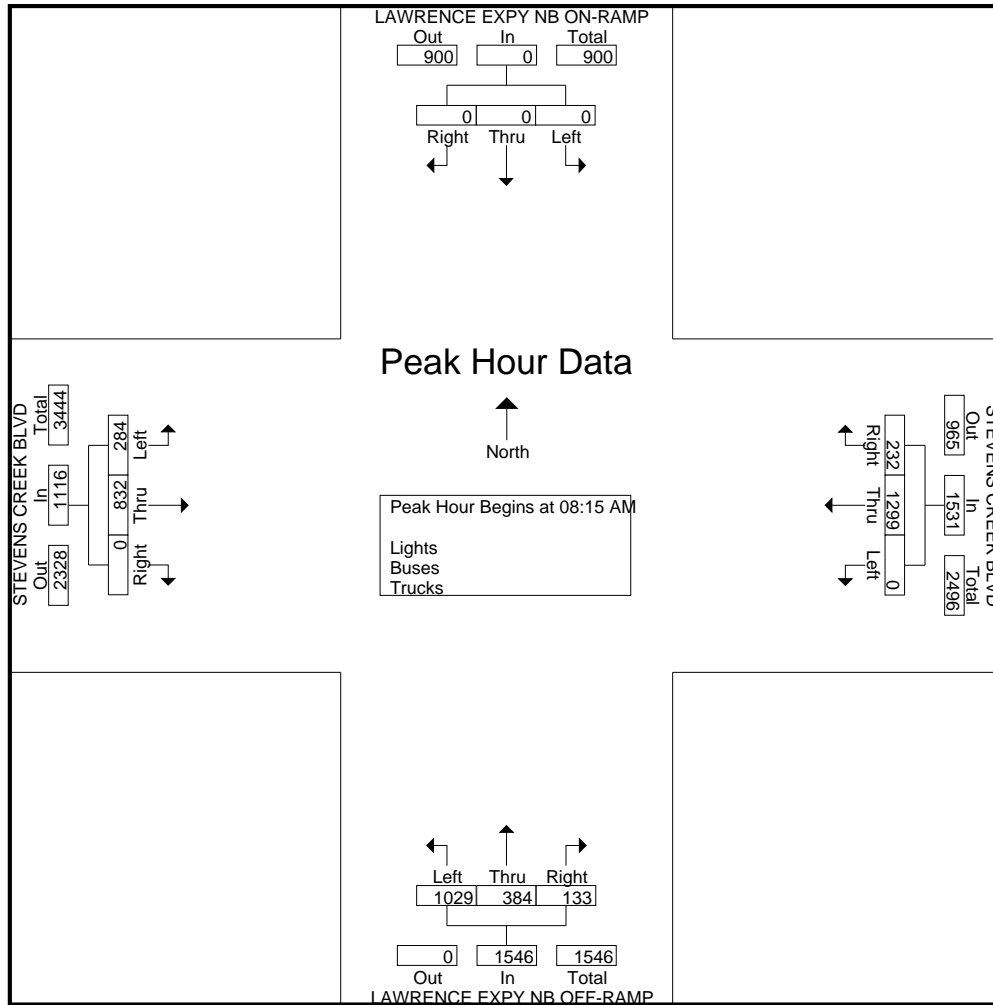 LAWRENCE EXPY NB ON-RAMP
Out In Total
900 0 900
0 0 0
Right Thru Left
Peak Hour Data
North
Peak Hour Begins at 08:15 AM
Lights
Buses
Trucks
STEVENS CREEK BLVD
Total In Out
3444 1116 2328
284 832 0
Left Thru Right
STEVENS CREEK BLVD
Out In Total
965 1531 2496
232 1299 0
Right Thru Left
Left Thru Right
1029 384 133
0 1546 1546
Out In Total
LAWRENCE EXPY NB OFF-RAMP